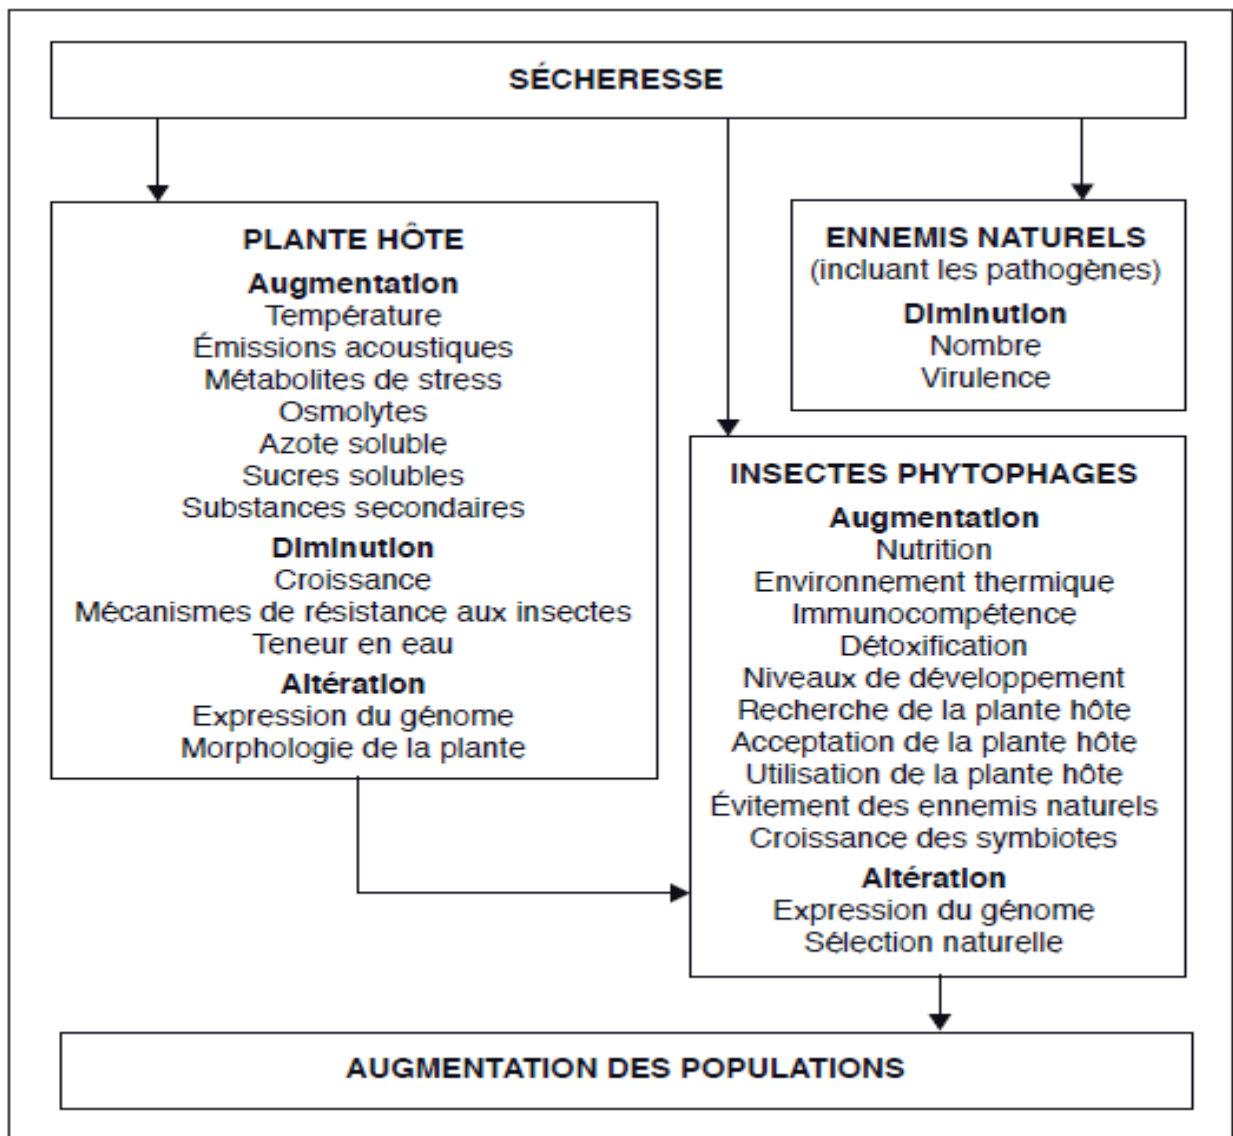 SÉCHERESSE
PLANTE HÔTE
Augmentation
Température
Émissions acoustiques
Métabolites de stress
Osmolytes
Azote soluble
Sucres solubles
Substances secondaires
Diminution
Croissance
Mécanismes de résistance aux insectes
Teneur en eau
Altération
Expression du génome
Morphologie de la plante
ENNEMIS NATURELS
(incluant les pathogènes)
Diminution
Nombre
Virulence
INSECTES PHYTOPHAGES
Augmentation
Nutrition
Environnement thermique
Immunocompétence
Détoxification
Niveaux de développement
Recherche de la plante hôte
Acceptation de la plante hôte
Utilisation de la plante hôte
Évitement des ennemis naturels
Croissance des symbiotes
Altération
Expression du génome
Sélection naturelle
AUGMENTATION DES POPULATIONS